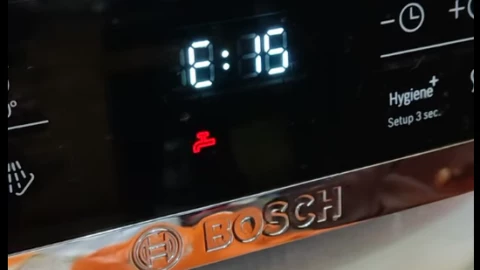 E:15
Hygiene+
Setup 3 sec.
BOSCH